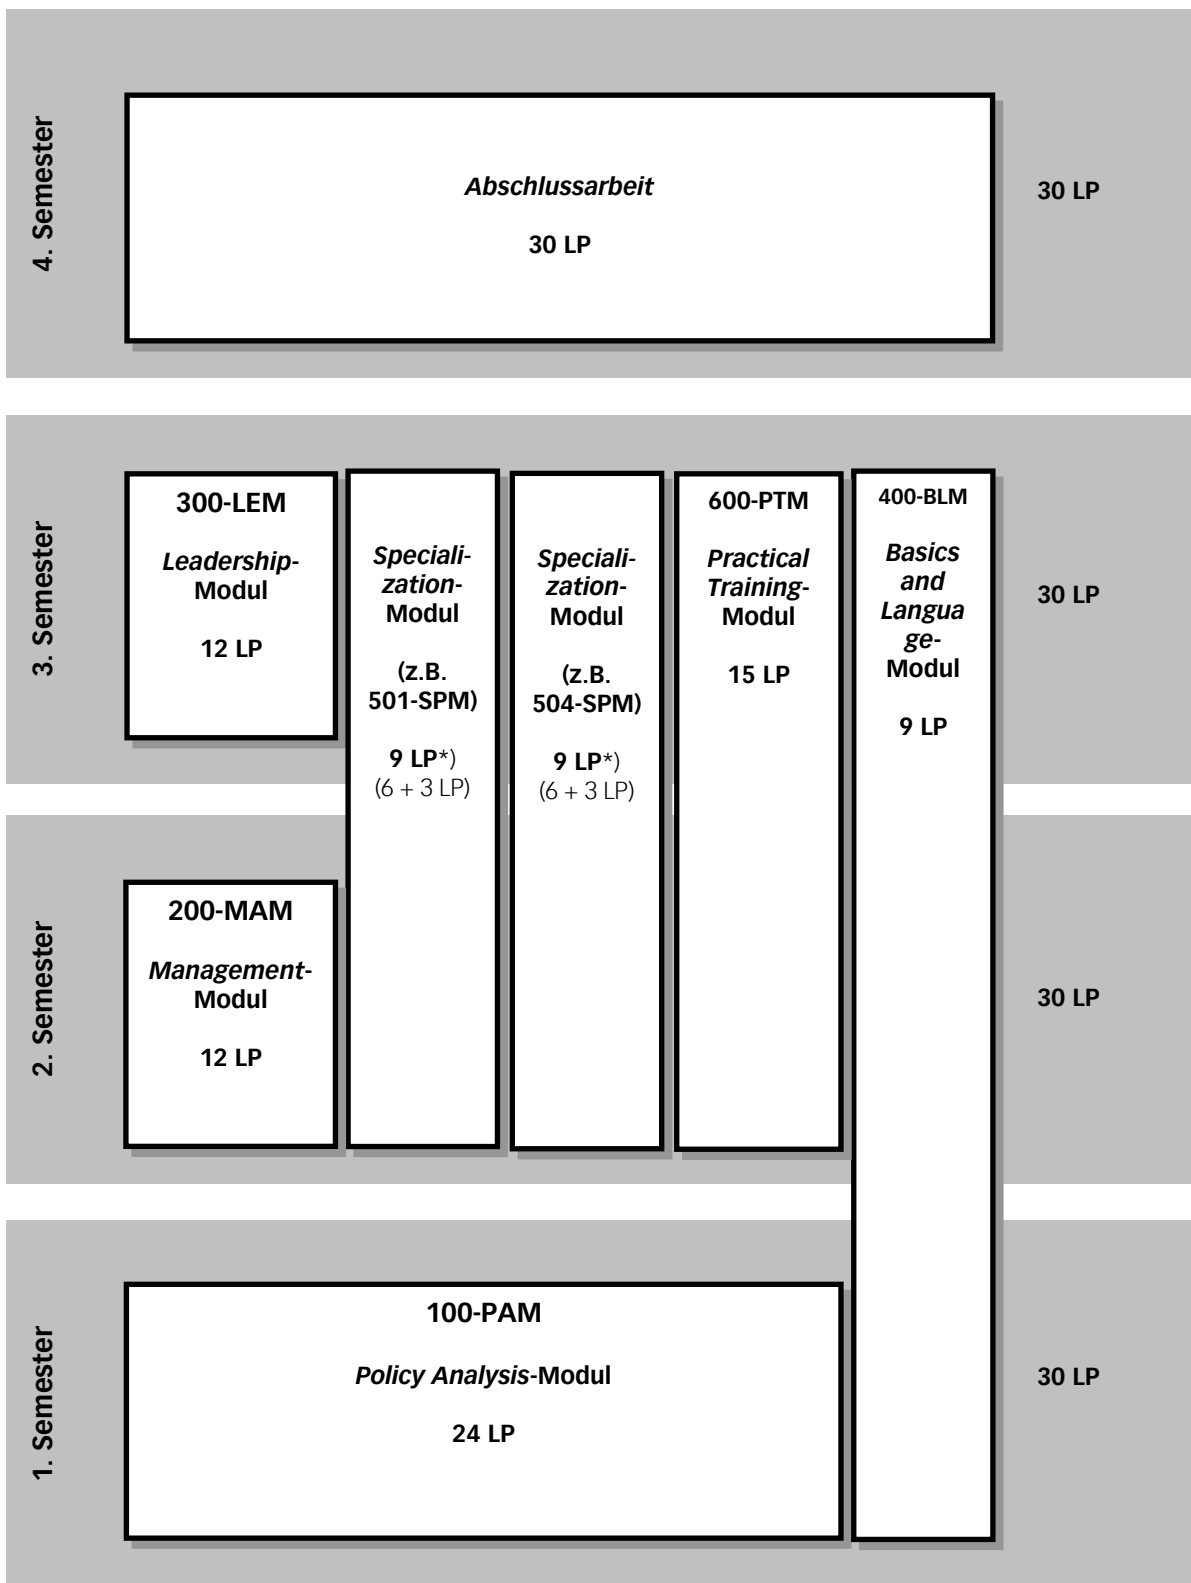 4. Semester
Abschlussarbeit
30 LP
30 LP
3. Semester
300-LEM
Leadership-
Modul
12 LP
Speciali-
zation-
Modul
(z.B.
501-SPM)
9 LP*)
(6 + 3 LP)
Speciali-
zation-
Modul
(z.B.
504-SPM)
9 LP*)
(6 + 3 LP)
600-PTM
Practical
Training-
Modul
15 LP
400-BLM
Basics
and
Langua
ge-
Modul
9 LP
30 LP
2. Semester
200-MAM
Management-
Modul
12 LP
30 LP
1. Semester
100-PAM
Policy Analysis-Modul
24 LP
30 LP